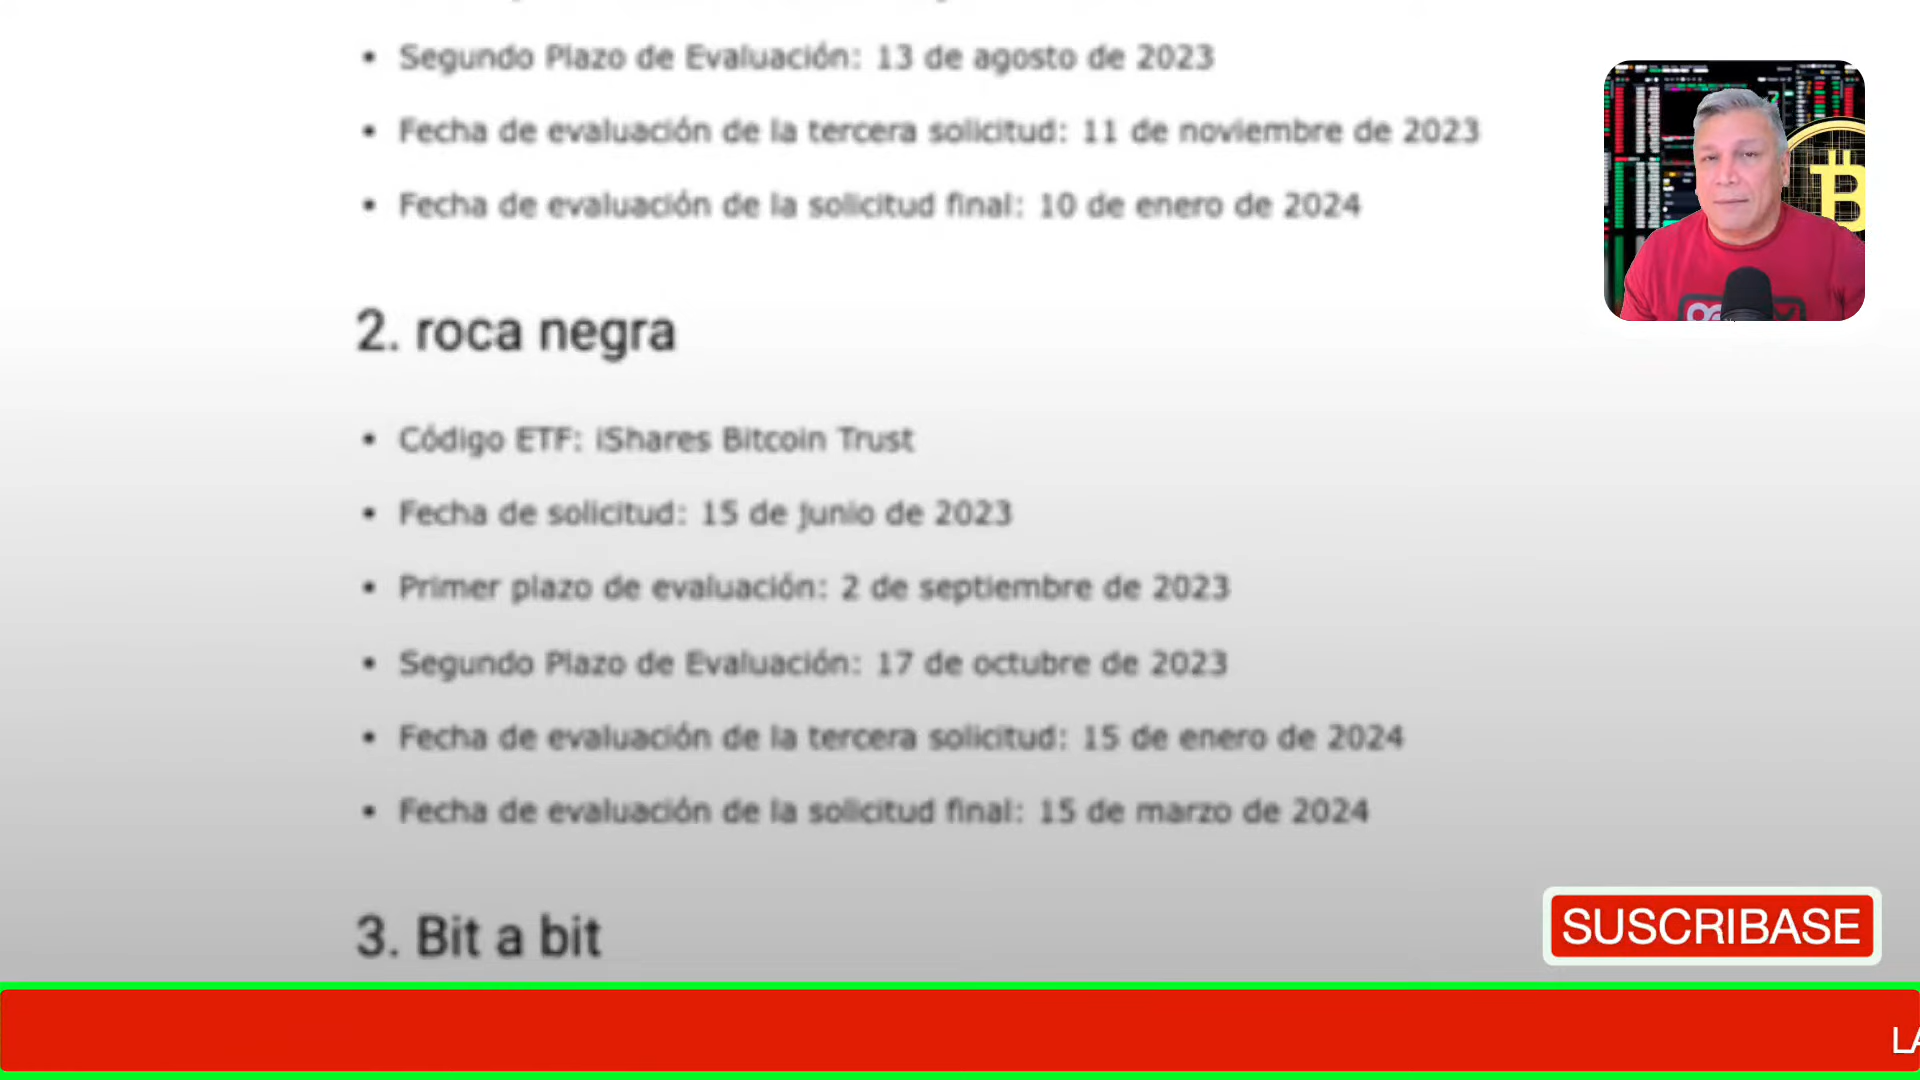 • Segundo Plazo de Evaluación: 13 de agosto de 2023
• Fecha de evaluación de la tercera solicitud: 11 de noviembre de 2023
• Fecha de evaluación de la solicitud final: 10 de enero de 2024
2. roca negra
• Código ETF: iShares Bitcoin Trust
• Fecha de solicitud: 15 de junio de 2023
• Primer plazo de evaluación: 2 de septiembre de 2023
• Segundo Plazo de Evaluación: 17 de octubre de 2023
• Fecha de evaluación de la tercera solicitud: 15 de enero de 2024
• Fecha de evaluación de la solicitud final: 15 de marzo de 2024
3. Bit a bit
SUSCRIBASE